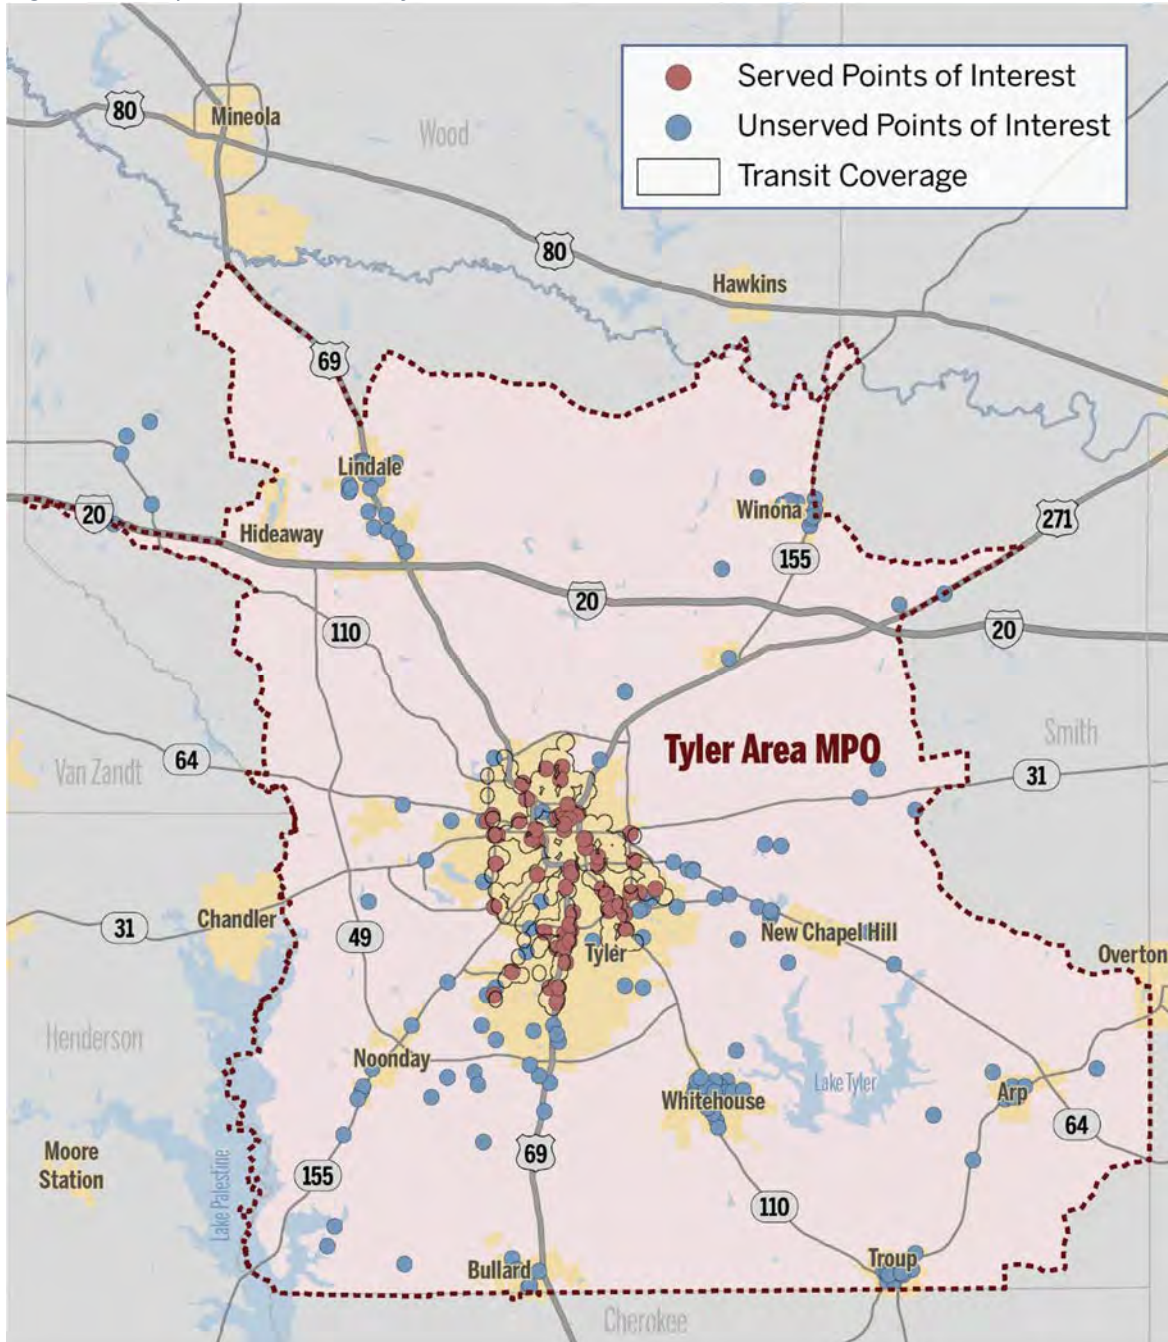 Served Points of Interest
Unserved Points of Interest
Transit Coverage
80
Mineola
Wood
80
Hawkins
69
Lindale
20
Hideaway
Winona
271
155
20
20
110
Tyler Area MPO
Smith
64
Van Zandt
31
Chandler
31
49
New Chapel Hill
Tyler
Overton
Henderson
Noonday
Lake Tyler
Arp
Whitehouse
64
Moore
Station
69
155
Lake Palestine
110
Troup
Bullard
Cherokee